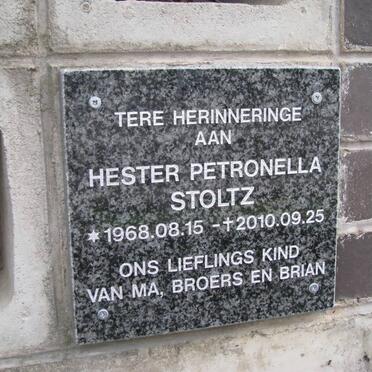 TERE HERINNERINGE
AAN
HESTER PETRONELLA
STOLTZ
*1968.08.15 -†2010.09.25
ONS LIEFLINGS KIND
VAN MA, BROERS EN BRIAN